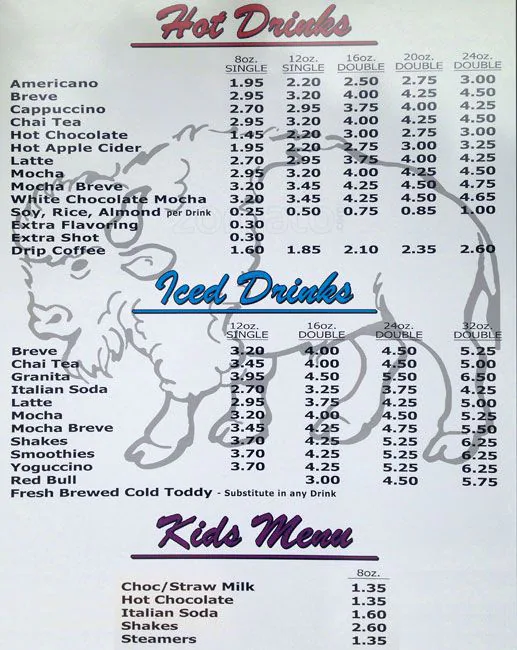 Hot Drinks
8oz. 12oz. 16oz. 20oz. 24oz.
SINGLE SINGLE DOUBLE DOUBLE DOUBLE
Americano 1.95 2.20 2.50 2.75 3.00
Breve 2.95 3.20 4.00 4.25 4.50
Cappuccino 2.70 2.95 3.75 4.00 4.25
Chai Tea 2.95 3.20 4.00 4.25 4.50
Hot Chocolate 1.45 2.20 3.00 2.75 3.00
Hot Apple Cider 1.95 2.20 2.75 3.00 3.25
Latte 2.70 2.95 3.75 4.00 4.25
Mocha 2.95 3.20 4.00 4.25 4.50
Mocha Breve 3.20 3.45 4.25 4.50 4.75
White Chocolate Mocha 3.20 3.45 4.25 4.50 4.65
Soy, Rice, Almond per Drink 0.25 0.50 0.75 0.85 1.00
Extra Flavoring 0.30
Extra Shot 0.30
Drip Coffee 1.60 1.85 2.10 2.35 2.60
Iced Drinks
12oz. 16oz. 24oz. 32oz.
SINGLE DOUBLE DOUBLE DOUBLE
Breve 3.20 4.00 4.50 5.25
Chai Tea 3.45 4.00 4.50 5.00
Granita 3.95 4.50 5.50 6.50
Italian Soda 2.70 3.25 3.75 4.25
Latte 2.95 3.75 4.25 5.00
Mocha 3.20 4.00 4.50 5.25
Mocha Breve 3.45 4.25 4.75 5.50
Shakes 3.70 4.25 5.25 6.25
Smoothies 3.70 4.25 5.25 6.25
Yoguccino 3.70 4.25 5.25 6.25
Red Bull 3.00 4.50 5.75
Fresh Brewed Cold Toddy - Substitute in any Drink
Kids Menu
8oz.
Choc/Straw Milk 1.35
Hot Chocolate 1.35
Italian Soda 1.60
Shakes 2.60
Steamers 1.35